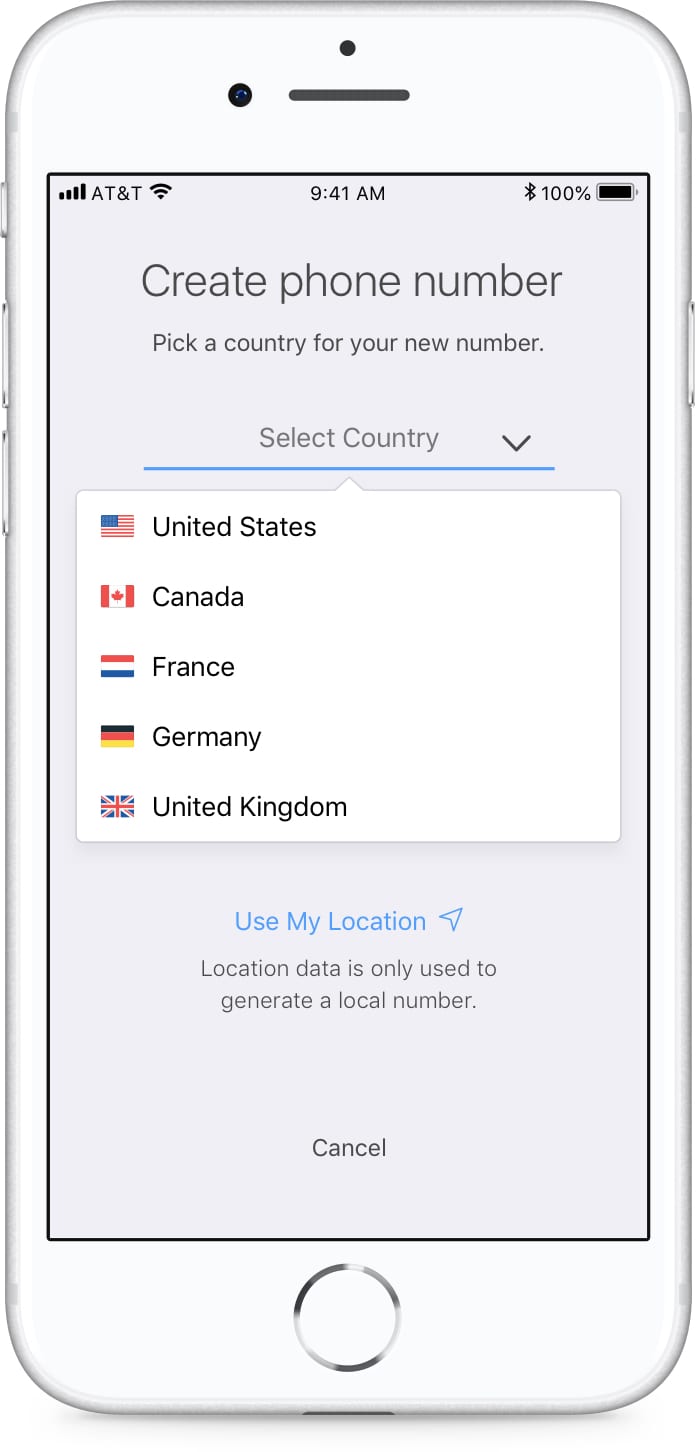 AT&T 9:41 AM 100%
Create phone number
Pick a country for your new number.
Select Country
United States
Canada
France
Germany
United Kingdom
Use My Location
Location data is only used to
generate a local number.
Cancel